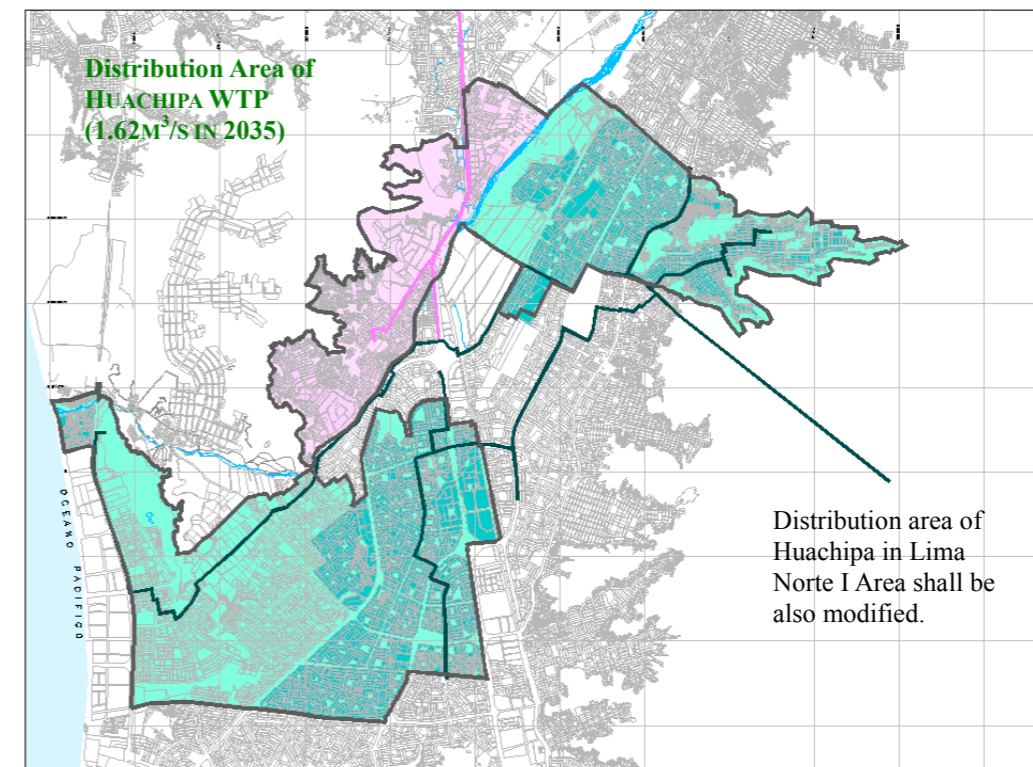 Distribution Area of
HUACHIPA WTP
(1.62M³/S IN 2035)
OCEANO PACIFICO
Distribution area of
Huachipa in Lima
Norte I Area shall be
also modified.